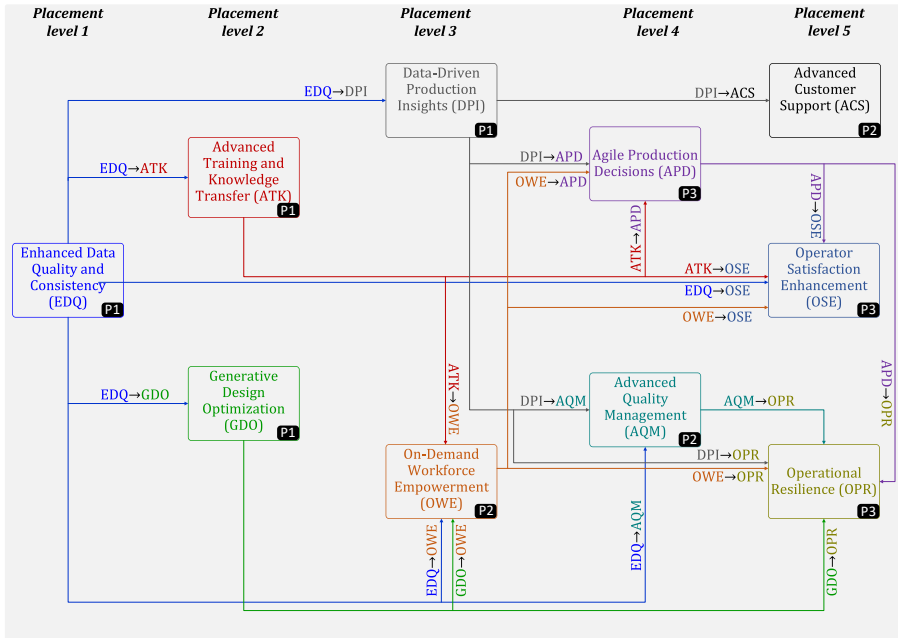 Placement
level 1
Placement
level 2
Placement
level 3
Placement
level 4
Placement
level 5
EDQ→DPI
Data-Driven
Production
Insights (DPI)
P1
DPI→ACS
Advanced
Customer
Support (ACS)
P2
EDQ→ATK
Advanced
Training and
Knowledge
Transfer (ATK)
P1
DPI→APD
OWE→APD
Agile Production
Decisions (APD)
P3
APD→OSE
ATK→APD
Enhanced Data
Quality and
Consistency
(EDQ)
P1
ATK→OSE
EDQ→OSE
OWE→OSE
Operator
Satisfaction
Enhancement
(OSE)
P3
EDQ→GDO
Generative
Design
Optimization
(GDO)
P1
ATK→OWE
DPI→AQM
Advanced
Quality
Management
(AQM)
P2
AQM→OPR
APD→OPR
On-Demand
Workforce
Empowerment
(OWE)
P2
DPI→OPR
OWE→OPR
Operational
Resilience (OPR)
P3
EDQ→OWE
GDO→OWE
EDQ→AQM
GDO→OPR